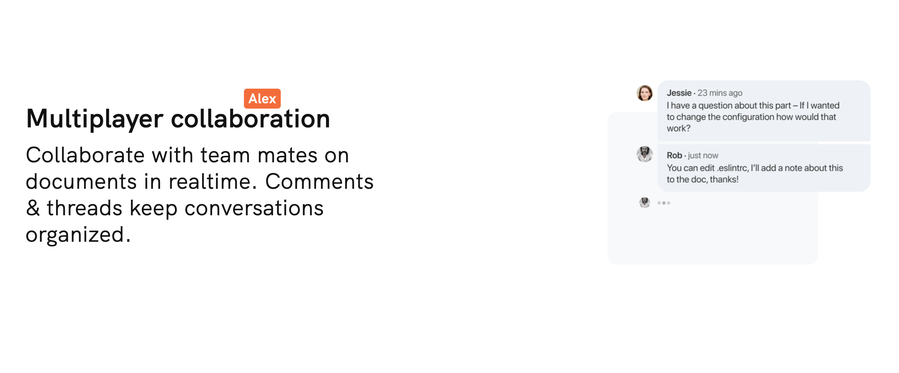 Alex
Multiplayer collaboration
Collaborate with team mates on
documents in realtime. Comments
& threads keep conversations
organized.
Jessie · 23 mins ago
I have a question about this part – If I wanted
to change the configuration how would that
work?
Rob · just now
You can edit .eslintrc, I'll add a note about this
to the doc, thanks!